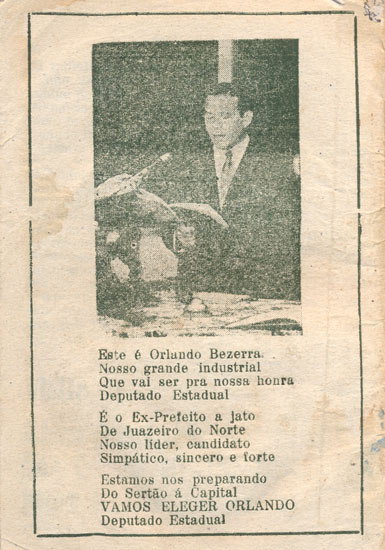 Este é Orlando Bezerra.
Nosso grande industrial
Que vai ser pra nossa honra
Deputado Estadual
É o Ex-Prefeito a jato
De Juazeiro do Norte
Nosso líder, candidato
Simpático, sincero e forte
Estamos nos preparando
Do Sertão á Capital
VAMOS ELEGER ORLANDO
Deputado Estadual